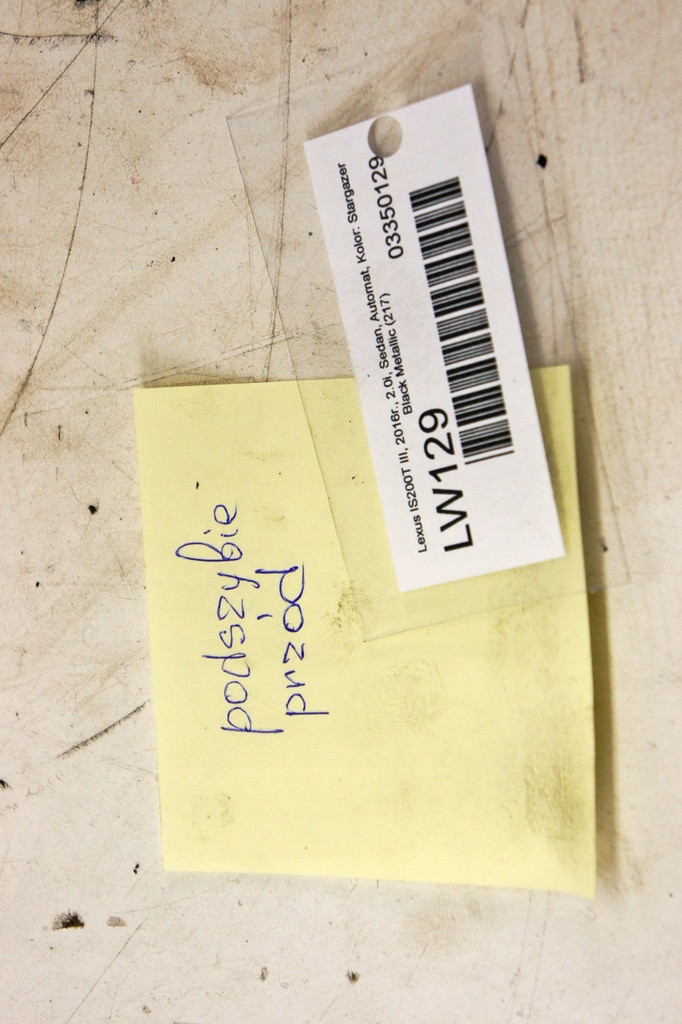 Lexus IS200T III, 2016r., 2.0i, Sedan, Automat, Kolor: Stargazer
Black Metallic (217)
03350129
LW129
podszybie
przód